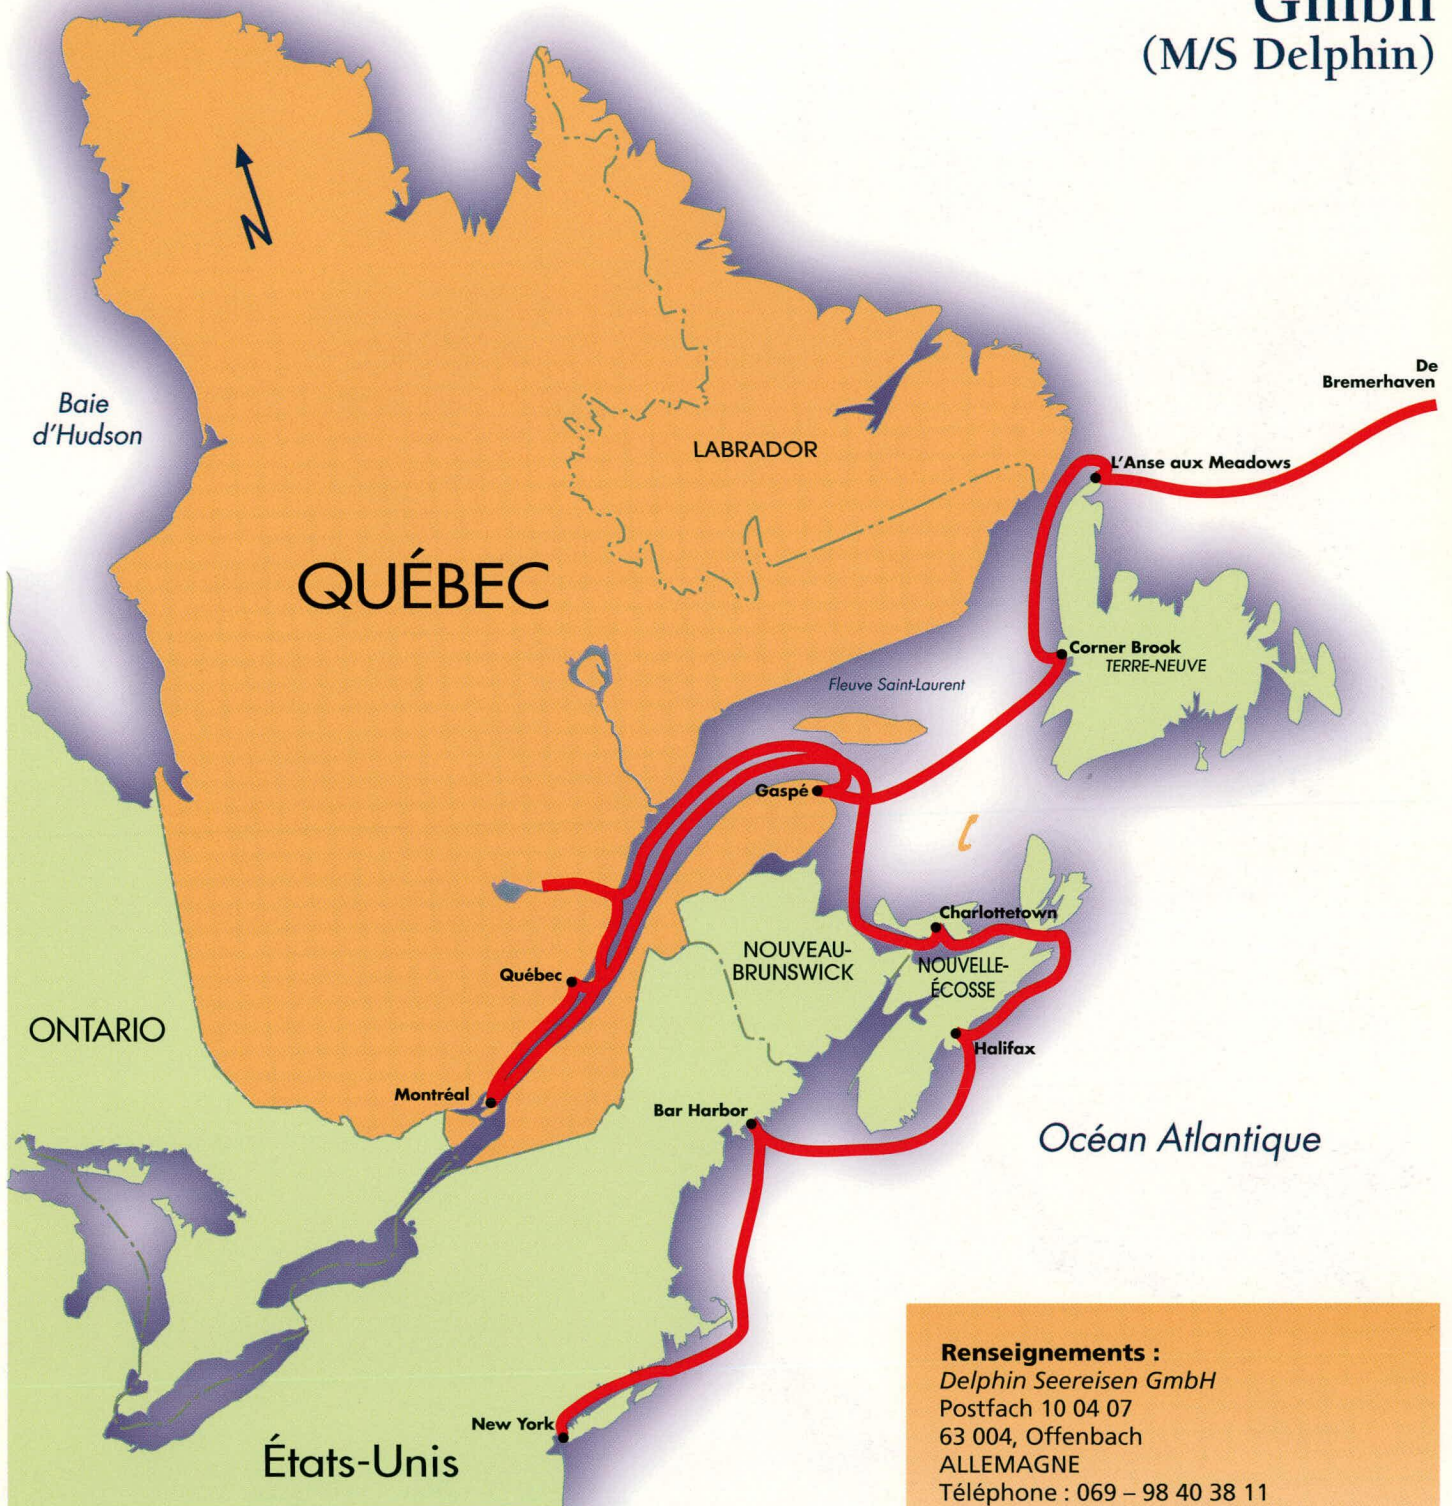 GmbH
(M/S Delphin)
N
Baie
d'Hudson
De
Bremerhaven
LABRADOR
L'Anse aux Meadows
QUÉBEC
Corner Brook
TERRE-NEUVE
Fleuve Saint-Laurent
Gaspé
Charlottetown
NOUVEAU-
BRUNSWICK
NOUVELLE-
ÉCOSSE
Québec
ONTARIO
Halifax
Montréal
Bar Harbor
Océan Atlantique
New York
États-Unis
Renseignements :
Delphin Seereisen GmbH
Postfach 10 04 07
63 004, Offenbach
ALLEMAGNE
Téléphone : 069 – 98 40 38 11